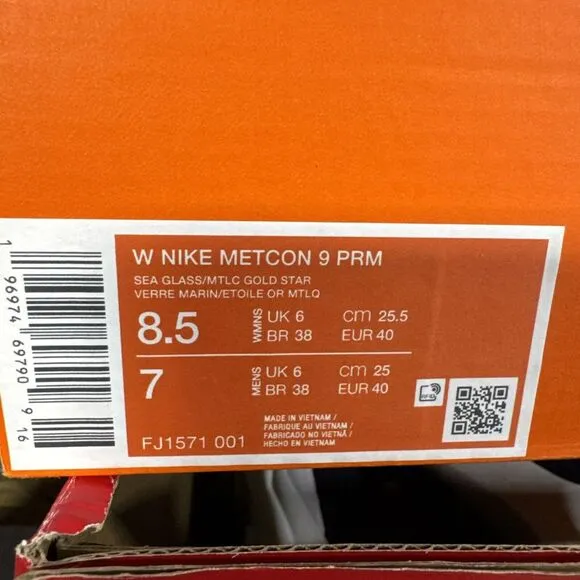 W NIKE METCON 9 PRM
SEA GLASS/MTLC GOLD STAR
VERRE MARIN/ETOILE OR MTLQ
8.5 WMNS UK 6 cm 25.5
BR 38 EUR 40
7 MENS UK 6 cm 25
BR 38 EUR 40
RFID
MADE IN VIETNAM /
FABRIQUE AU VIETNAM /
FABRICADO NO VIETNÃ /
HECHO EN VIETNAM
FJ1571 001
1 96974 69790 9 16